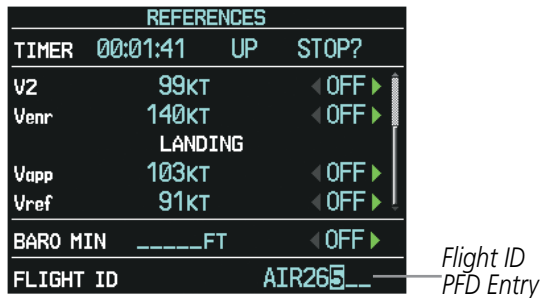 REFERENCES
TIMER 00:01:41 UP STOP?
V2 99KT OFF
Venr 140KT OFF
LANDING
Vapp 103KT OFF
Vref 91KT OFF
BARO MIN _____FT OFF
FLIGHT ID AIR265__
Flight ID
PFD Entry